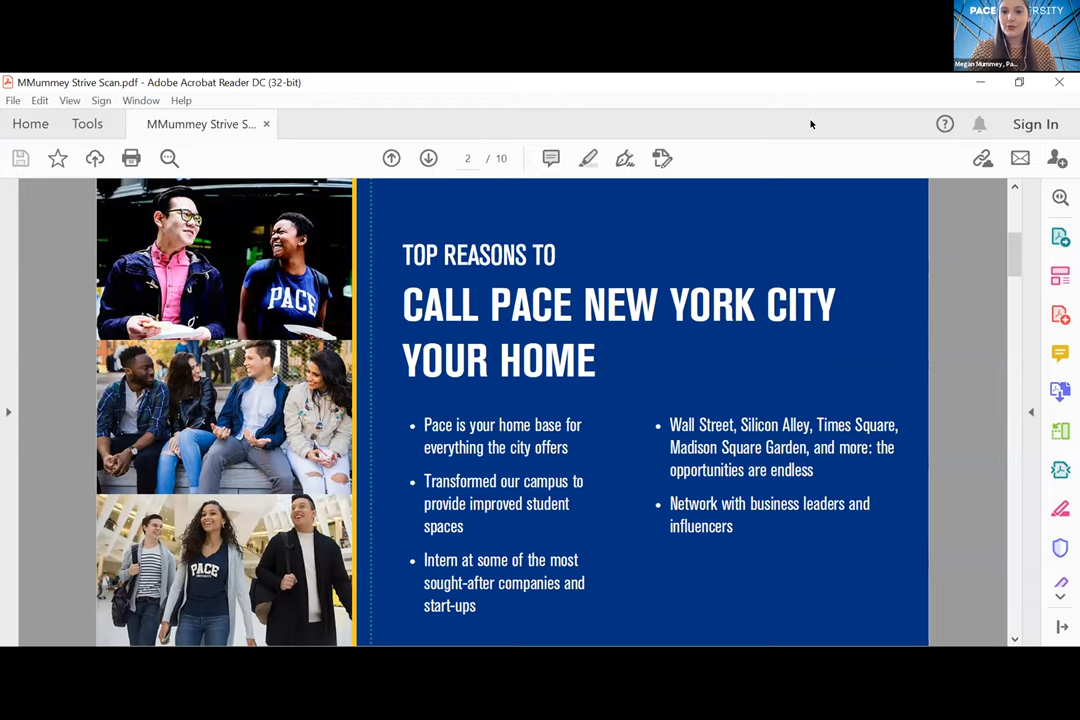 PACE UNIVERSITY
Megan Mummey, Pa...
MMummey Strive Scan.pdf - Adobe Acrobat Reader DC (32-bit)
File Edit View Sign Window Help
Home Tools MMummey Strive S... × Sign In
2 / 10
PACE
PACE
UNIVERSITY
TOP REASONS TO
CALL PACE NEW YORK CITY
YOUR HOME
• Pace is your home base for
everything the city offers
• Transformed our campus to
provide improved student
spaces
• Intern at some of the most
sought-after companies and
start-ups
• Wall Street, Silicon Alley, Times Square,
Madison Square Garden, and more: the
opportunities are endless
• Network with business leaders and
influencers